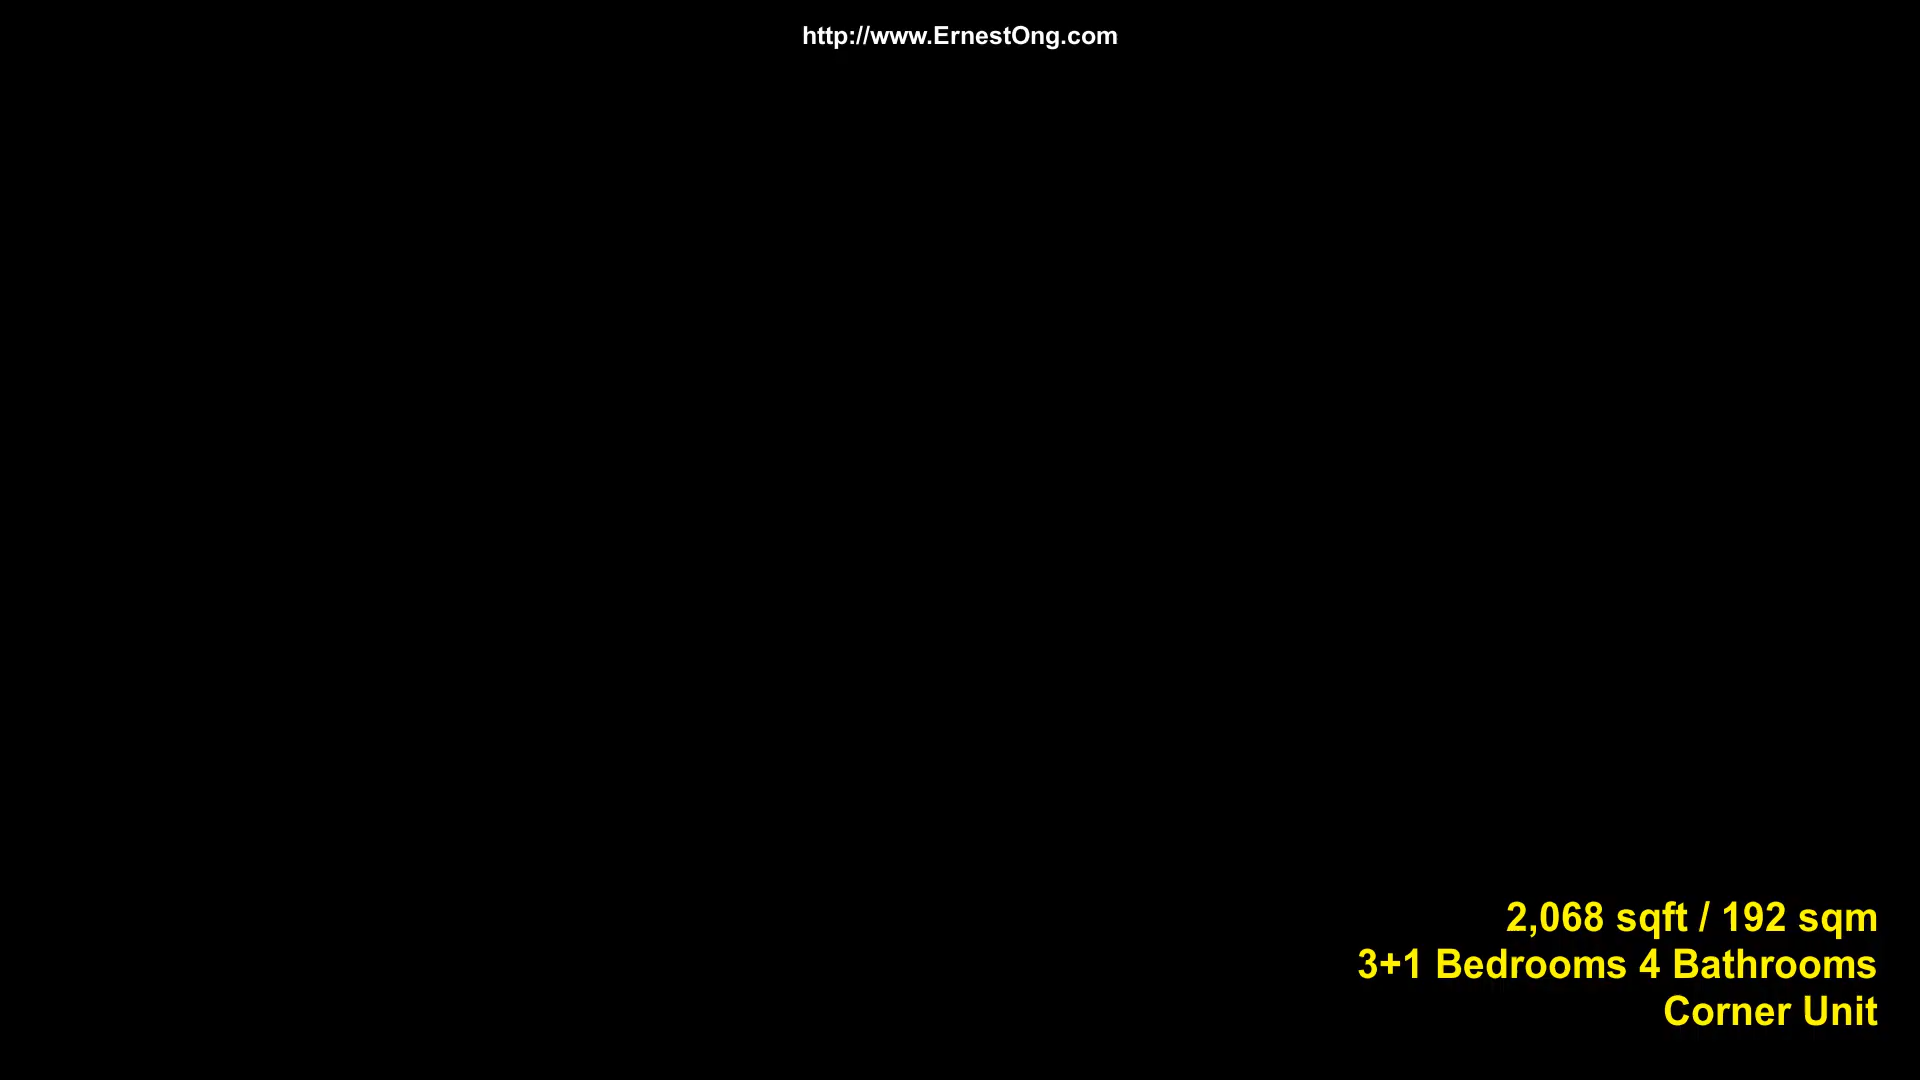 http://www.ErnestOng.com
2,068 sqft / 192 sqm
3+1 Bedrooms 4 Bathrooms
Corner Unit